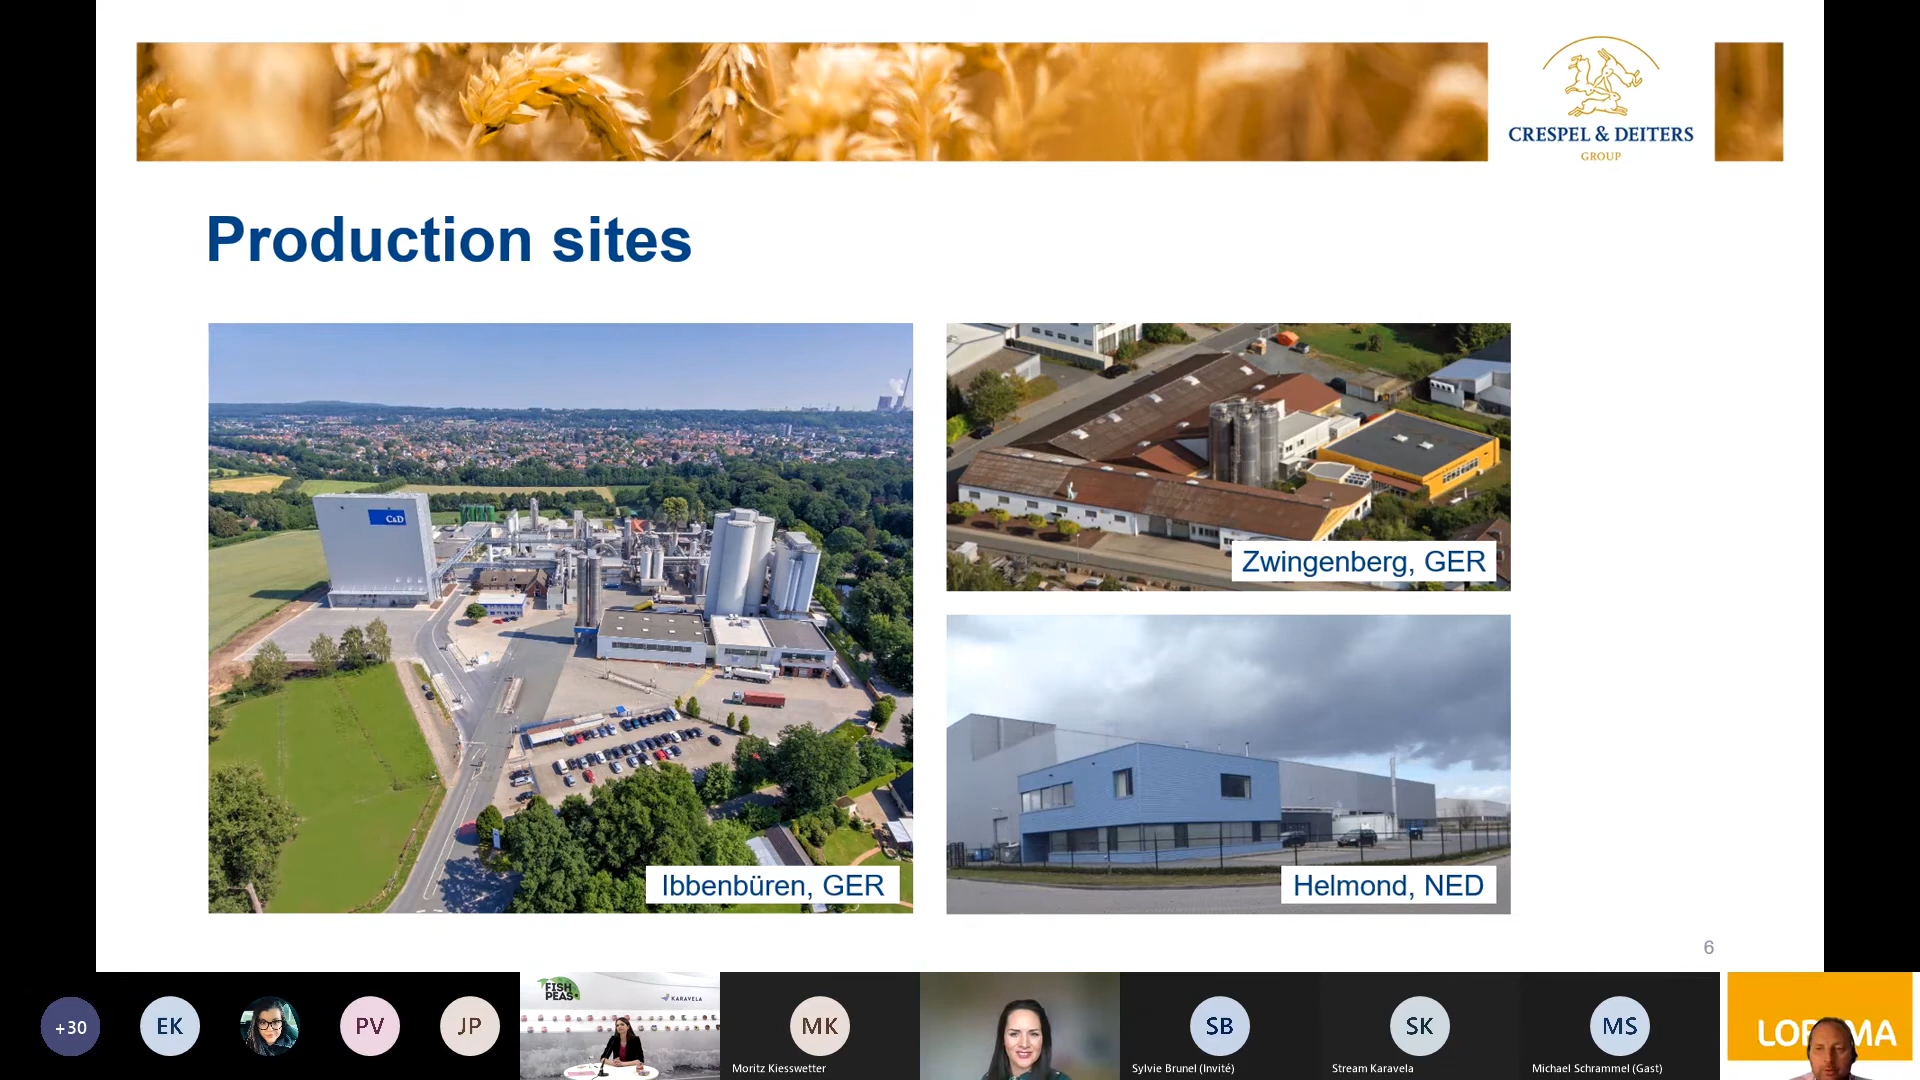 CRESPEL & DEITERS
GROUP
Production sites
C&D
Ibbenbüren, GER
Zwingenberg, GER
Helmond, NED
6
+30
EK
PV
JP
FISH
PEAS
KARAVELA
MK
Moritz Kiesswetter
SB
Sylvie Brunel (Invité)
SK
Stream Karavela
MS
Michael Schrammel (Gast)